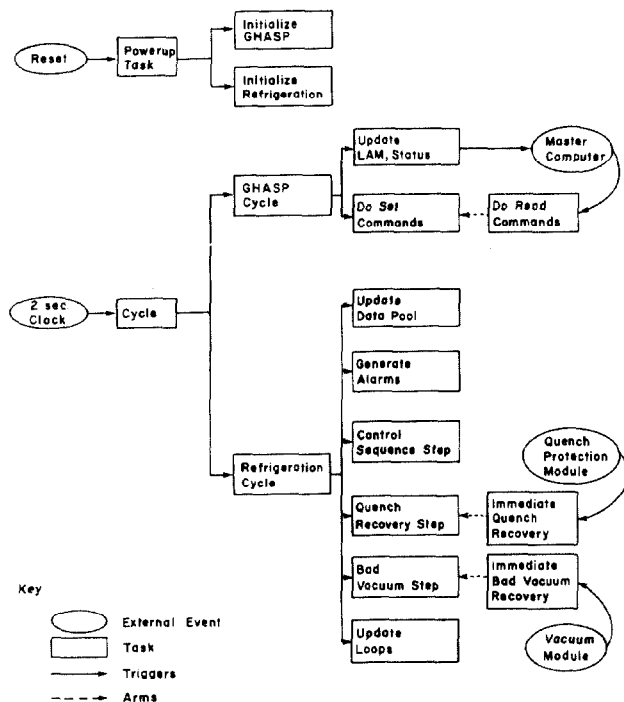 Initialize
GHASP
Reset
Powerup
Task
Initialize
Refrigeration
Update
LAM, Status
Master
Computer
GHASP
Cycle
Do Set
Commands
Do Read
Commands
2 sec.
Clock
Cycle
Update
Data Pool
Generate
Alarms
Control
Sequence Step
Quench
Protection
Module
Refrigeration
Cycle
Quench
Recovery Step
Immediate
Quench
Recovery
Bad
Vacuum Step
Immediate
Bad Vacuum
Recovery
Update
Loops
Vacuum
Module
Key
External Event
Task
Triggers
Arms